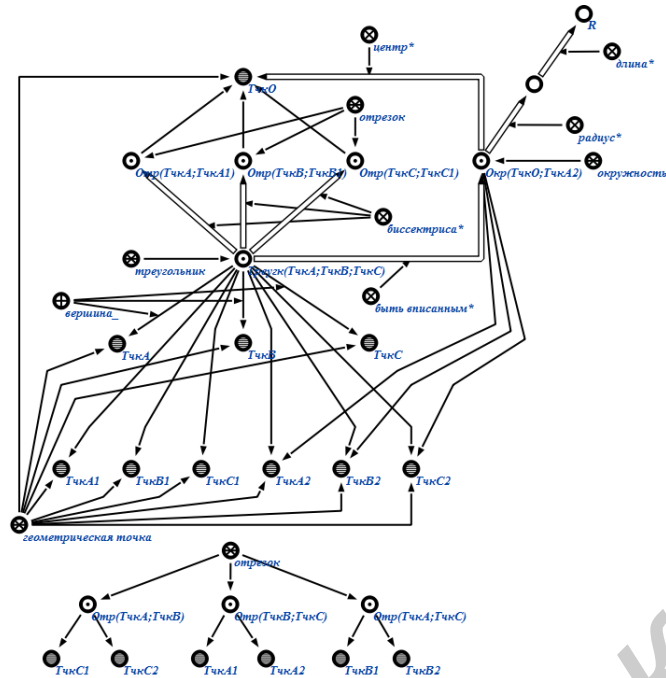 R
центр*
длина*
ТчкО
отрезок
радиус*
Отр(ТчкА;ТчкА1)
Отр(ТчкВ;ТчкВ1)
Отр(ТчкС;ТчкС1)
Окр(ТчкО;ТчкА2)
окружность
биссектриса*
треугольник
Треугк(ТчкА;ТчкВ;ТчкС)
вершина_
быть вписанным*
ТчкА
ТчкВ
ТчкС
ТчкА1
ТчкВ1
ТчкС1
ТчкА2
ТчкВ2
ТчкС2
геометрическая точка
отрезок
Отр(ТчкА;ТчкВ)
Отр(ТчкВ;ТчкС)
Отр(ТчкА;ТчкС)
ТчкС1
ТчкС2
ТчкА1
ТчкА2
ТчкВ1
ТчкВ2